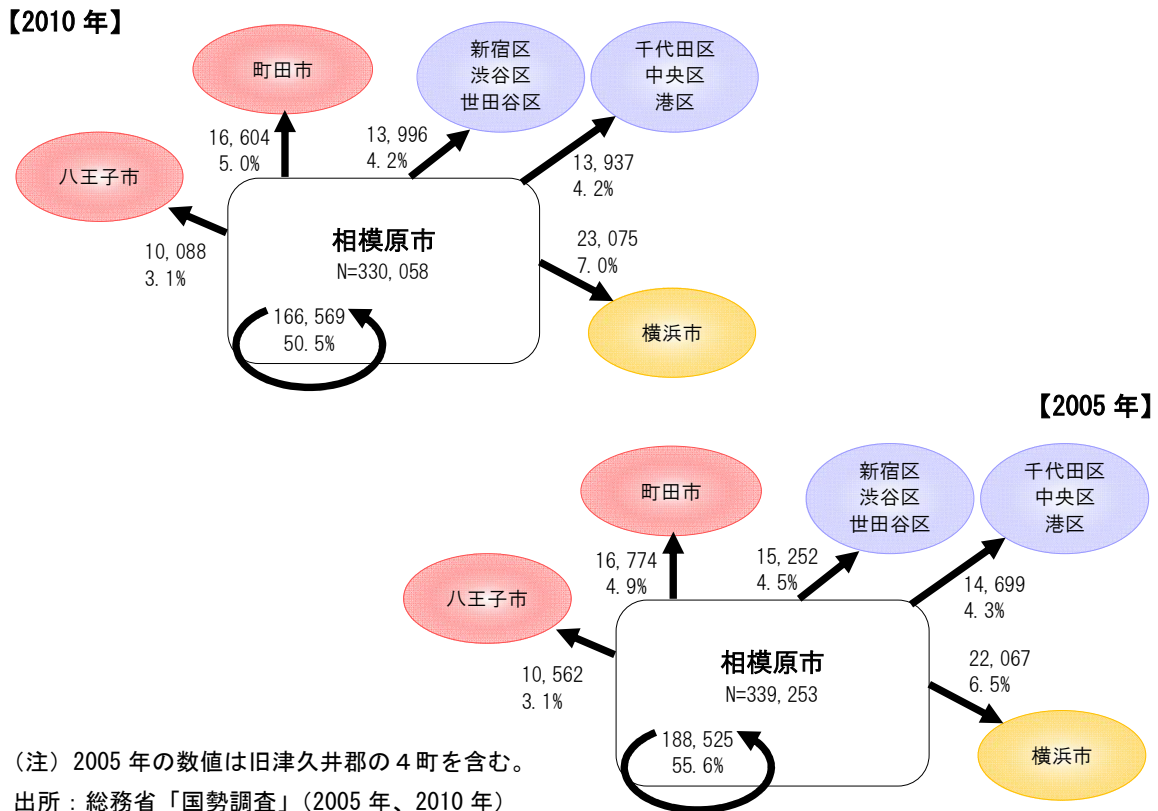 【2010 年】
町田市
新宿区
渋谷区
世田谷区
千代田区
中央区
港区
八王子市
16,604
5.0%
13,996
4.2%
13,937
4.2%
10,088
3.1%
相模原市
N=330,058
23,075
7.0%
166,569
50.5%
横浜市
【2005 年】
町田市
新宿区
渋谷区
世田谷区
千代田区
中央区
港区
八王子市
16,774
4.9%
15,252
4.5%
14,699
4.3%
10,562
3.1%
相模原市
N=339,253
22,067
6.5%
188,525
55.6%
横浜市
（注）2005 年の数値は旧津久井郡の４町を含む。
出所：総務省「国勢調査」（2005 年、2010 年）